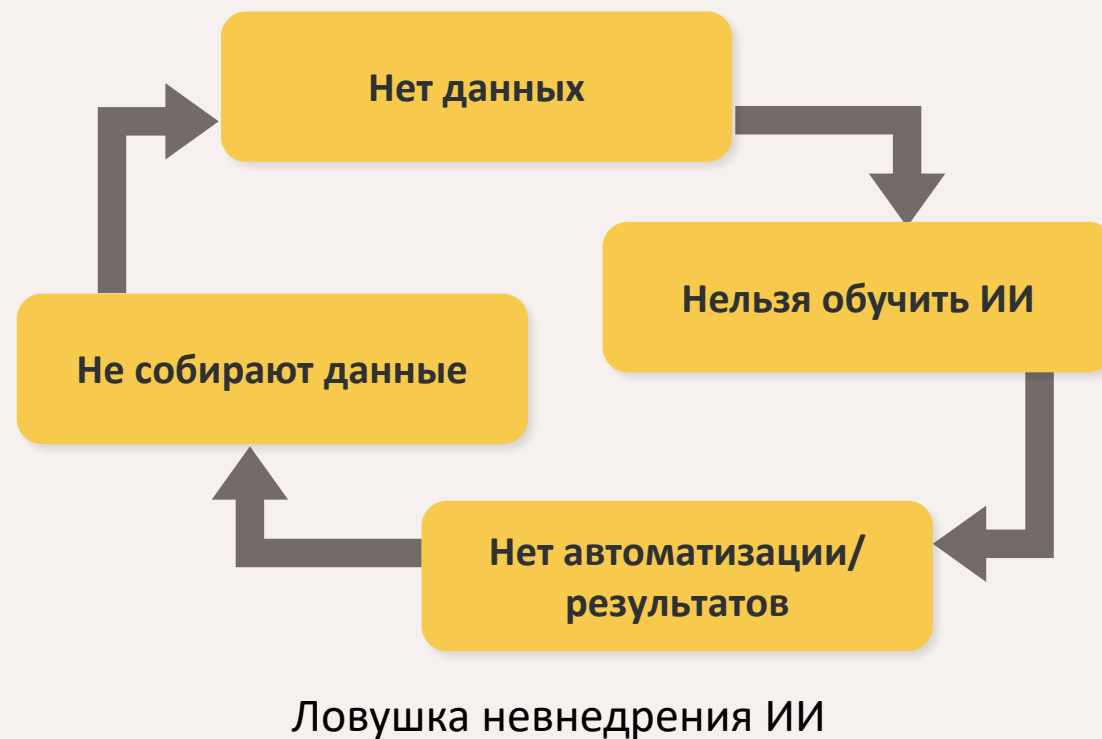 Нет данных
Нельзя обучить ИИ
Не собирают данные
Нет автоматизации/
результатов
Ловушка невнедрения ИИ